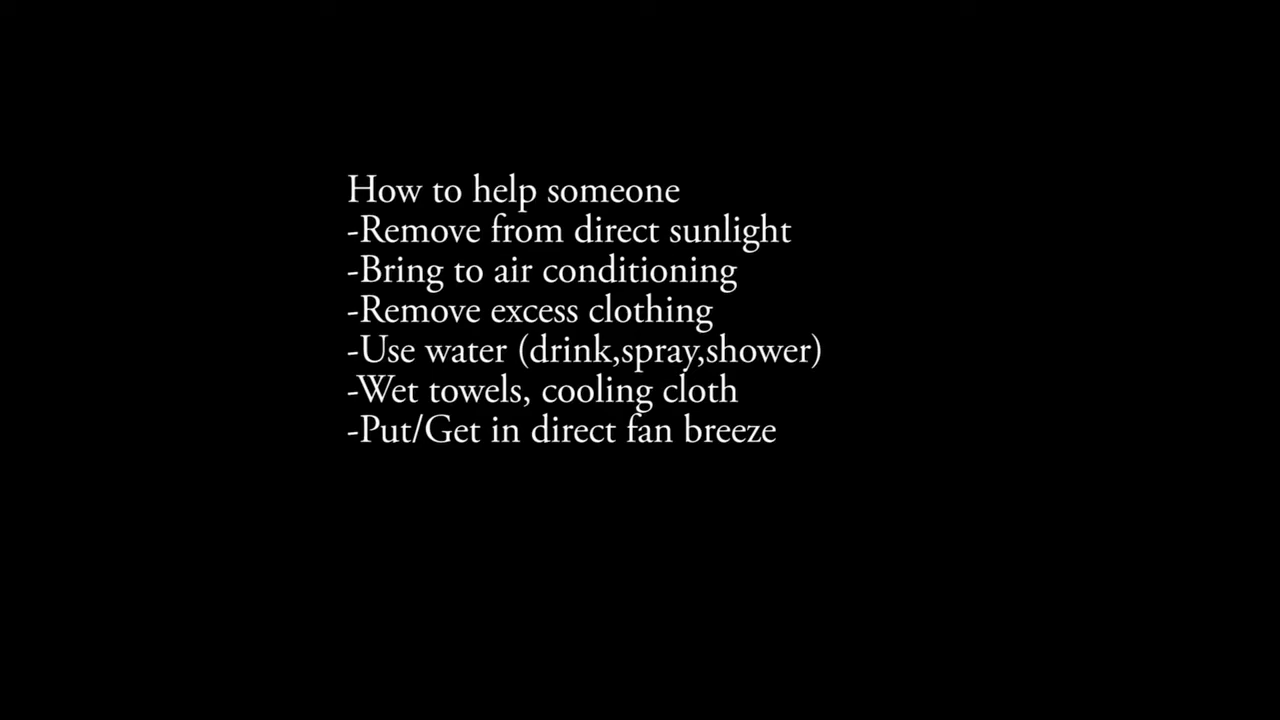 How to help someone
-Remove from direct sunlight
-Bring to air conditioning
-Remove excess clothing
-Use water (drink,spray,shower)
-Wet towels, cooling cloth
-Put/Get in direct fan breeze